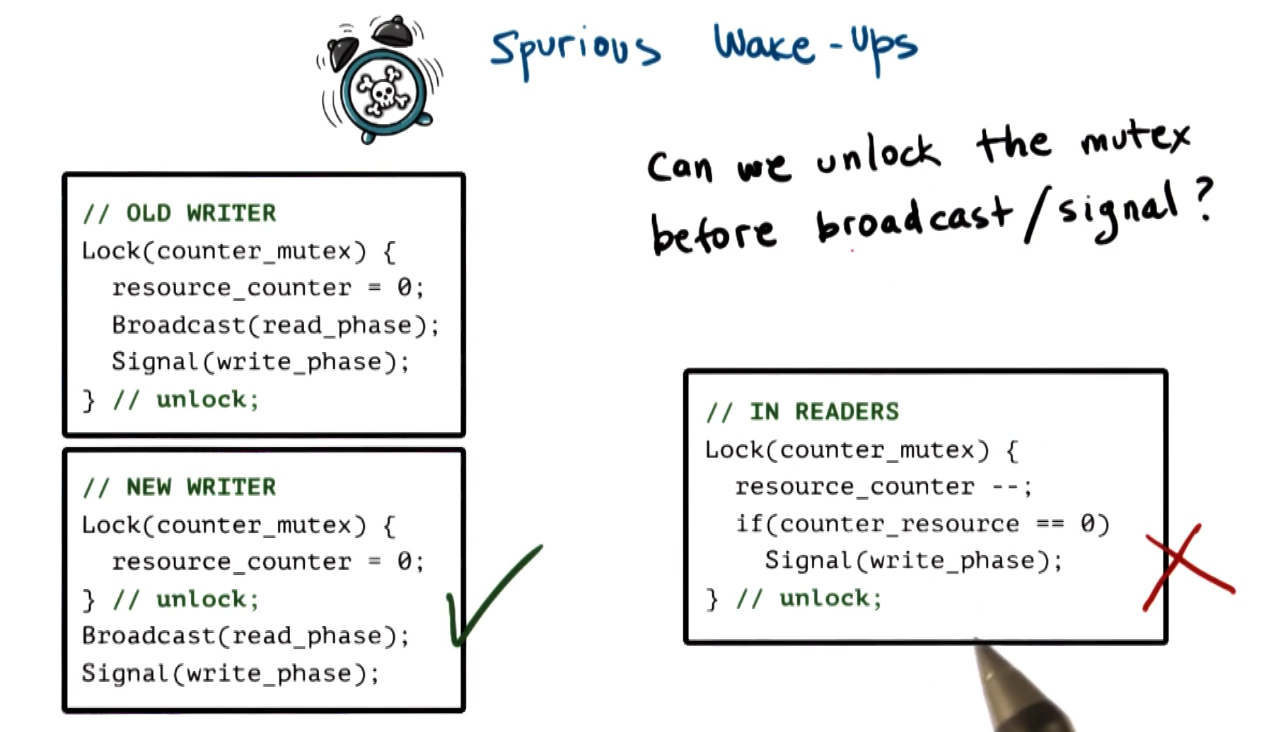 Spurious Wake-Ups
Can we unlock the mutex
before broadcast/signal?
// OLD WRITER
Lock(counter_mutex) {
resource_counter = 0;
Broadcast(read_phase);
Signal(write_phase);
} // unlock;
// NEW WRITER
Lock(counter_mutex) {
resource_counter = 0;
} // unlock;
Broadcast(read_phase);
Signal(write_phase);
// IN READERS
Lock(counter_mutex) {
resource_counter --;
if(counter_resource == 0)
Signal(write_phase);
} // unlock;